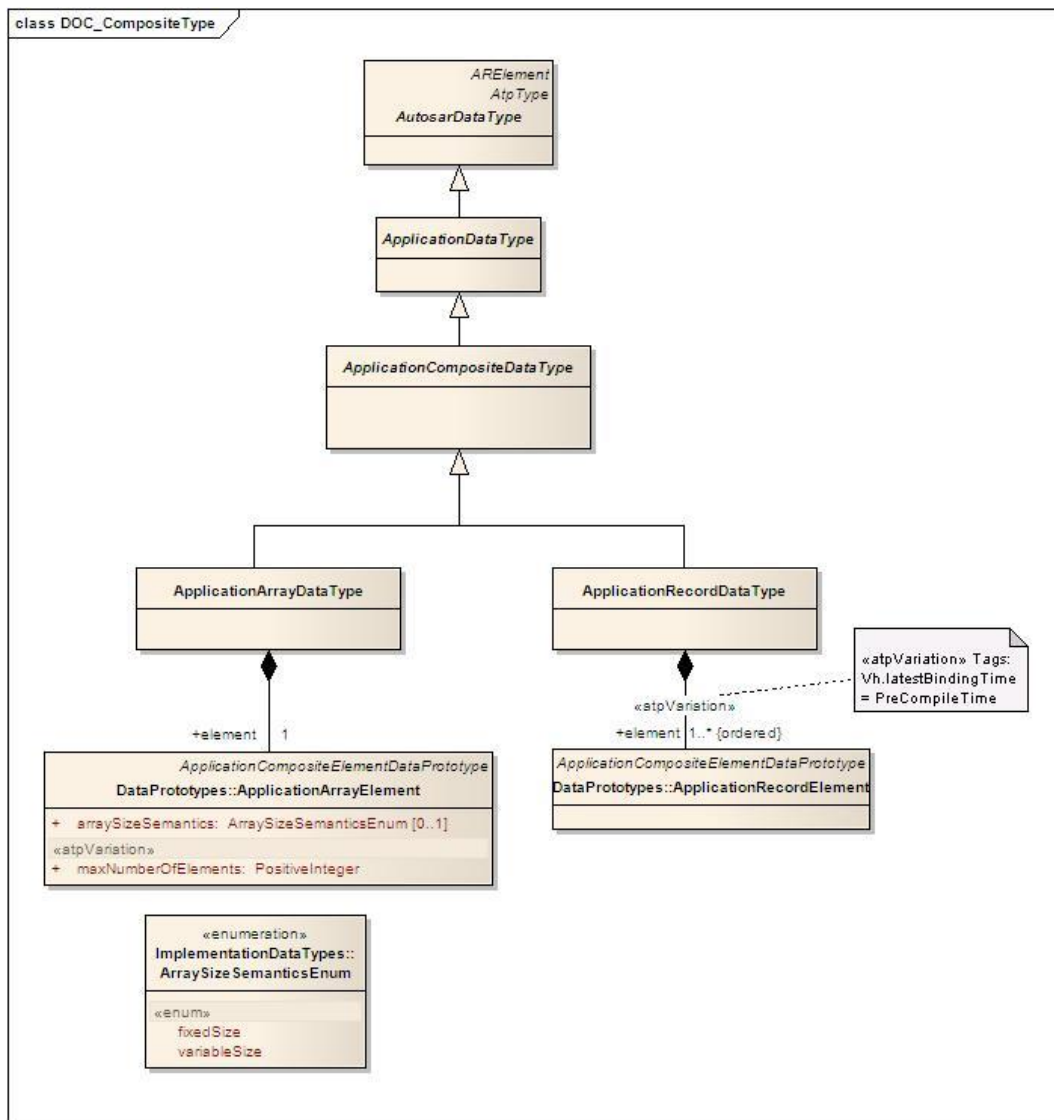 class DOC_CompositeType
ARElement
AtpType
AutosarDataType
ApplicationDataType
ApplicationCompositeDataType
ApplicationArrayDataType
ApplicationRecordDataType
«atpVariation» Tags:
Vh.latestBindingTime
= PreCompileTime
«atpVariation»
+element 1
+element 1..* {ordered}
ApplicationCompositeElementDataPrototype
DataPrototypes::ApplicationArrayElement
+ arraySizeSemantics: ArraySizeSemanticsEnum [0..1]
«atpVariation»
+ maxNumberOfElements: PositiveInteger
ApplicationCompositeElementDataPrototype
DataPrototypes::ApplicationRecordElement
«enumeration»
ImplementationDataTypes::
ArraySizeSemanticsEnum
«enum»
fixedSize
variableSize